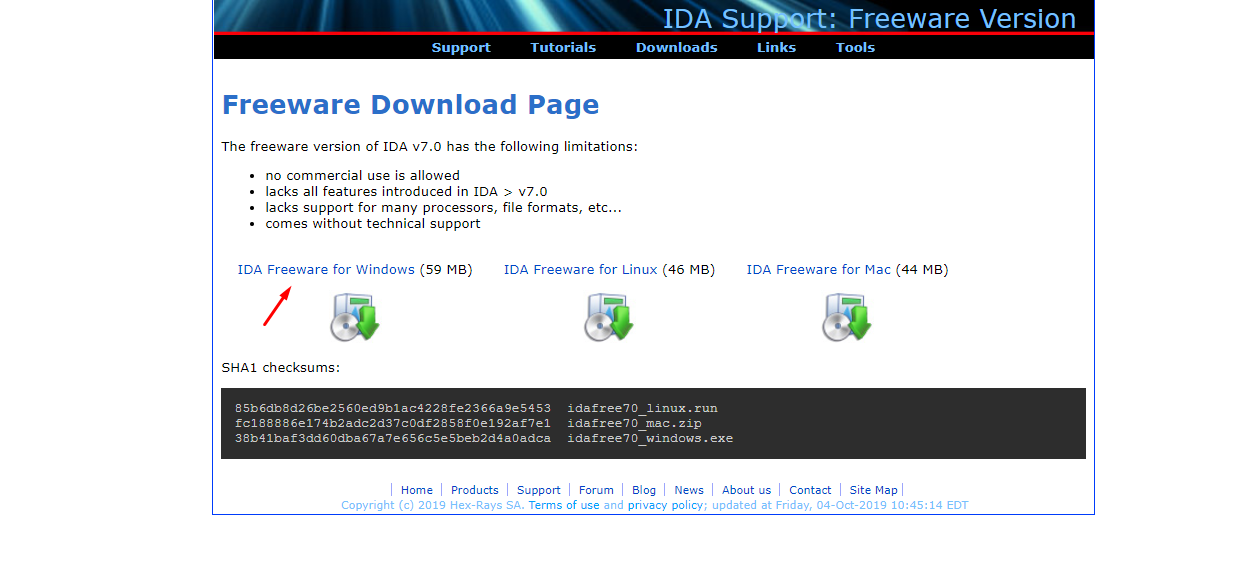 IDA Support: Freeware Version
Support Tutorials Downloads Links Tools
Freeware Download Page
The freeware version of IDA v7.0 has the following limitations:
• no commercial use is allowed
• lacks all features introduced in IDA > v7.0
• lacks support for many processors, file formats, etc...
• comes without technical support
IDA Freeware for Windows (59 MB) IDA Freeware for Linux (46 MB) IDA Freeware for Mac (44 MB)
SHA1 checksums:
85b6db8d26be2560ed9b1ac4228fe2366a9e5453 idafree70_linux.run
fc188886e174b2adc2d37c0df2858f0e192af7e1 idafree70_mac.zip
38b41baf3dd60dba67a7e656c5e5beb2d4a0adca idafree70_windows.exe
| Home | Products | Support | Forum | Blog | News | About us | Contact | Site Map |
Copyright (c) 2019 Hex-Rays SA. Terms of use and privacy policy; updated at Friday, 04-Oct-2019 10:45:14 EDT